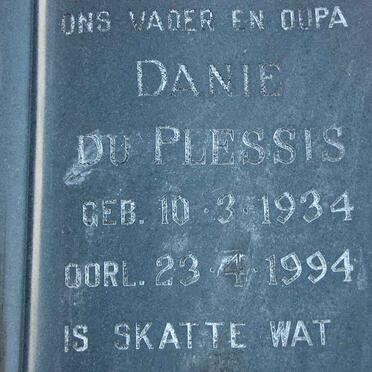 ONS VADER EN OUPA
DANIE
DU PLESSIS
GEB. 10·3·1934
OORL. 23·4·1994
IS SKATTE WAT